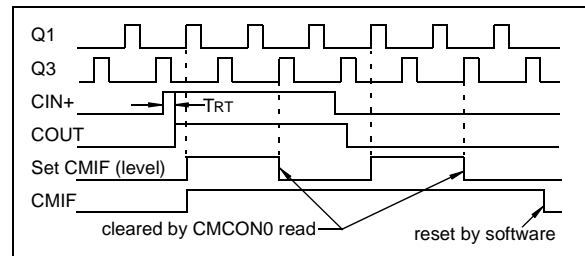 Q1
Q3
CIN+
TRT
COUT
Set CMIF (level)
CMIF
cleared by CMCON0 read
reset by software